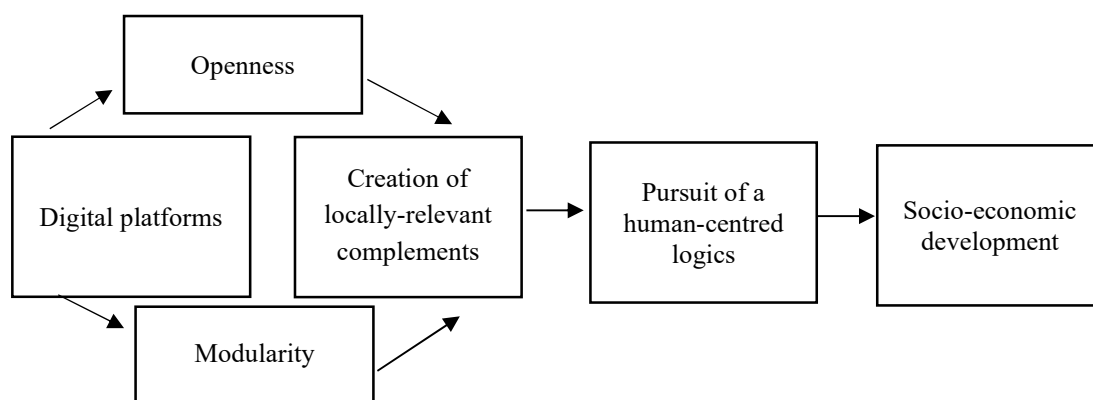 Openness
Digital platforms
Creation of
locally-relevant
complements
Pursuit of a
human-centred
logics
Socio-economic
development
Modularity